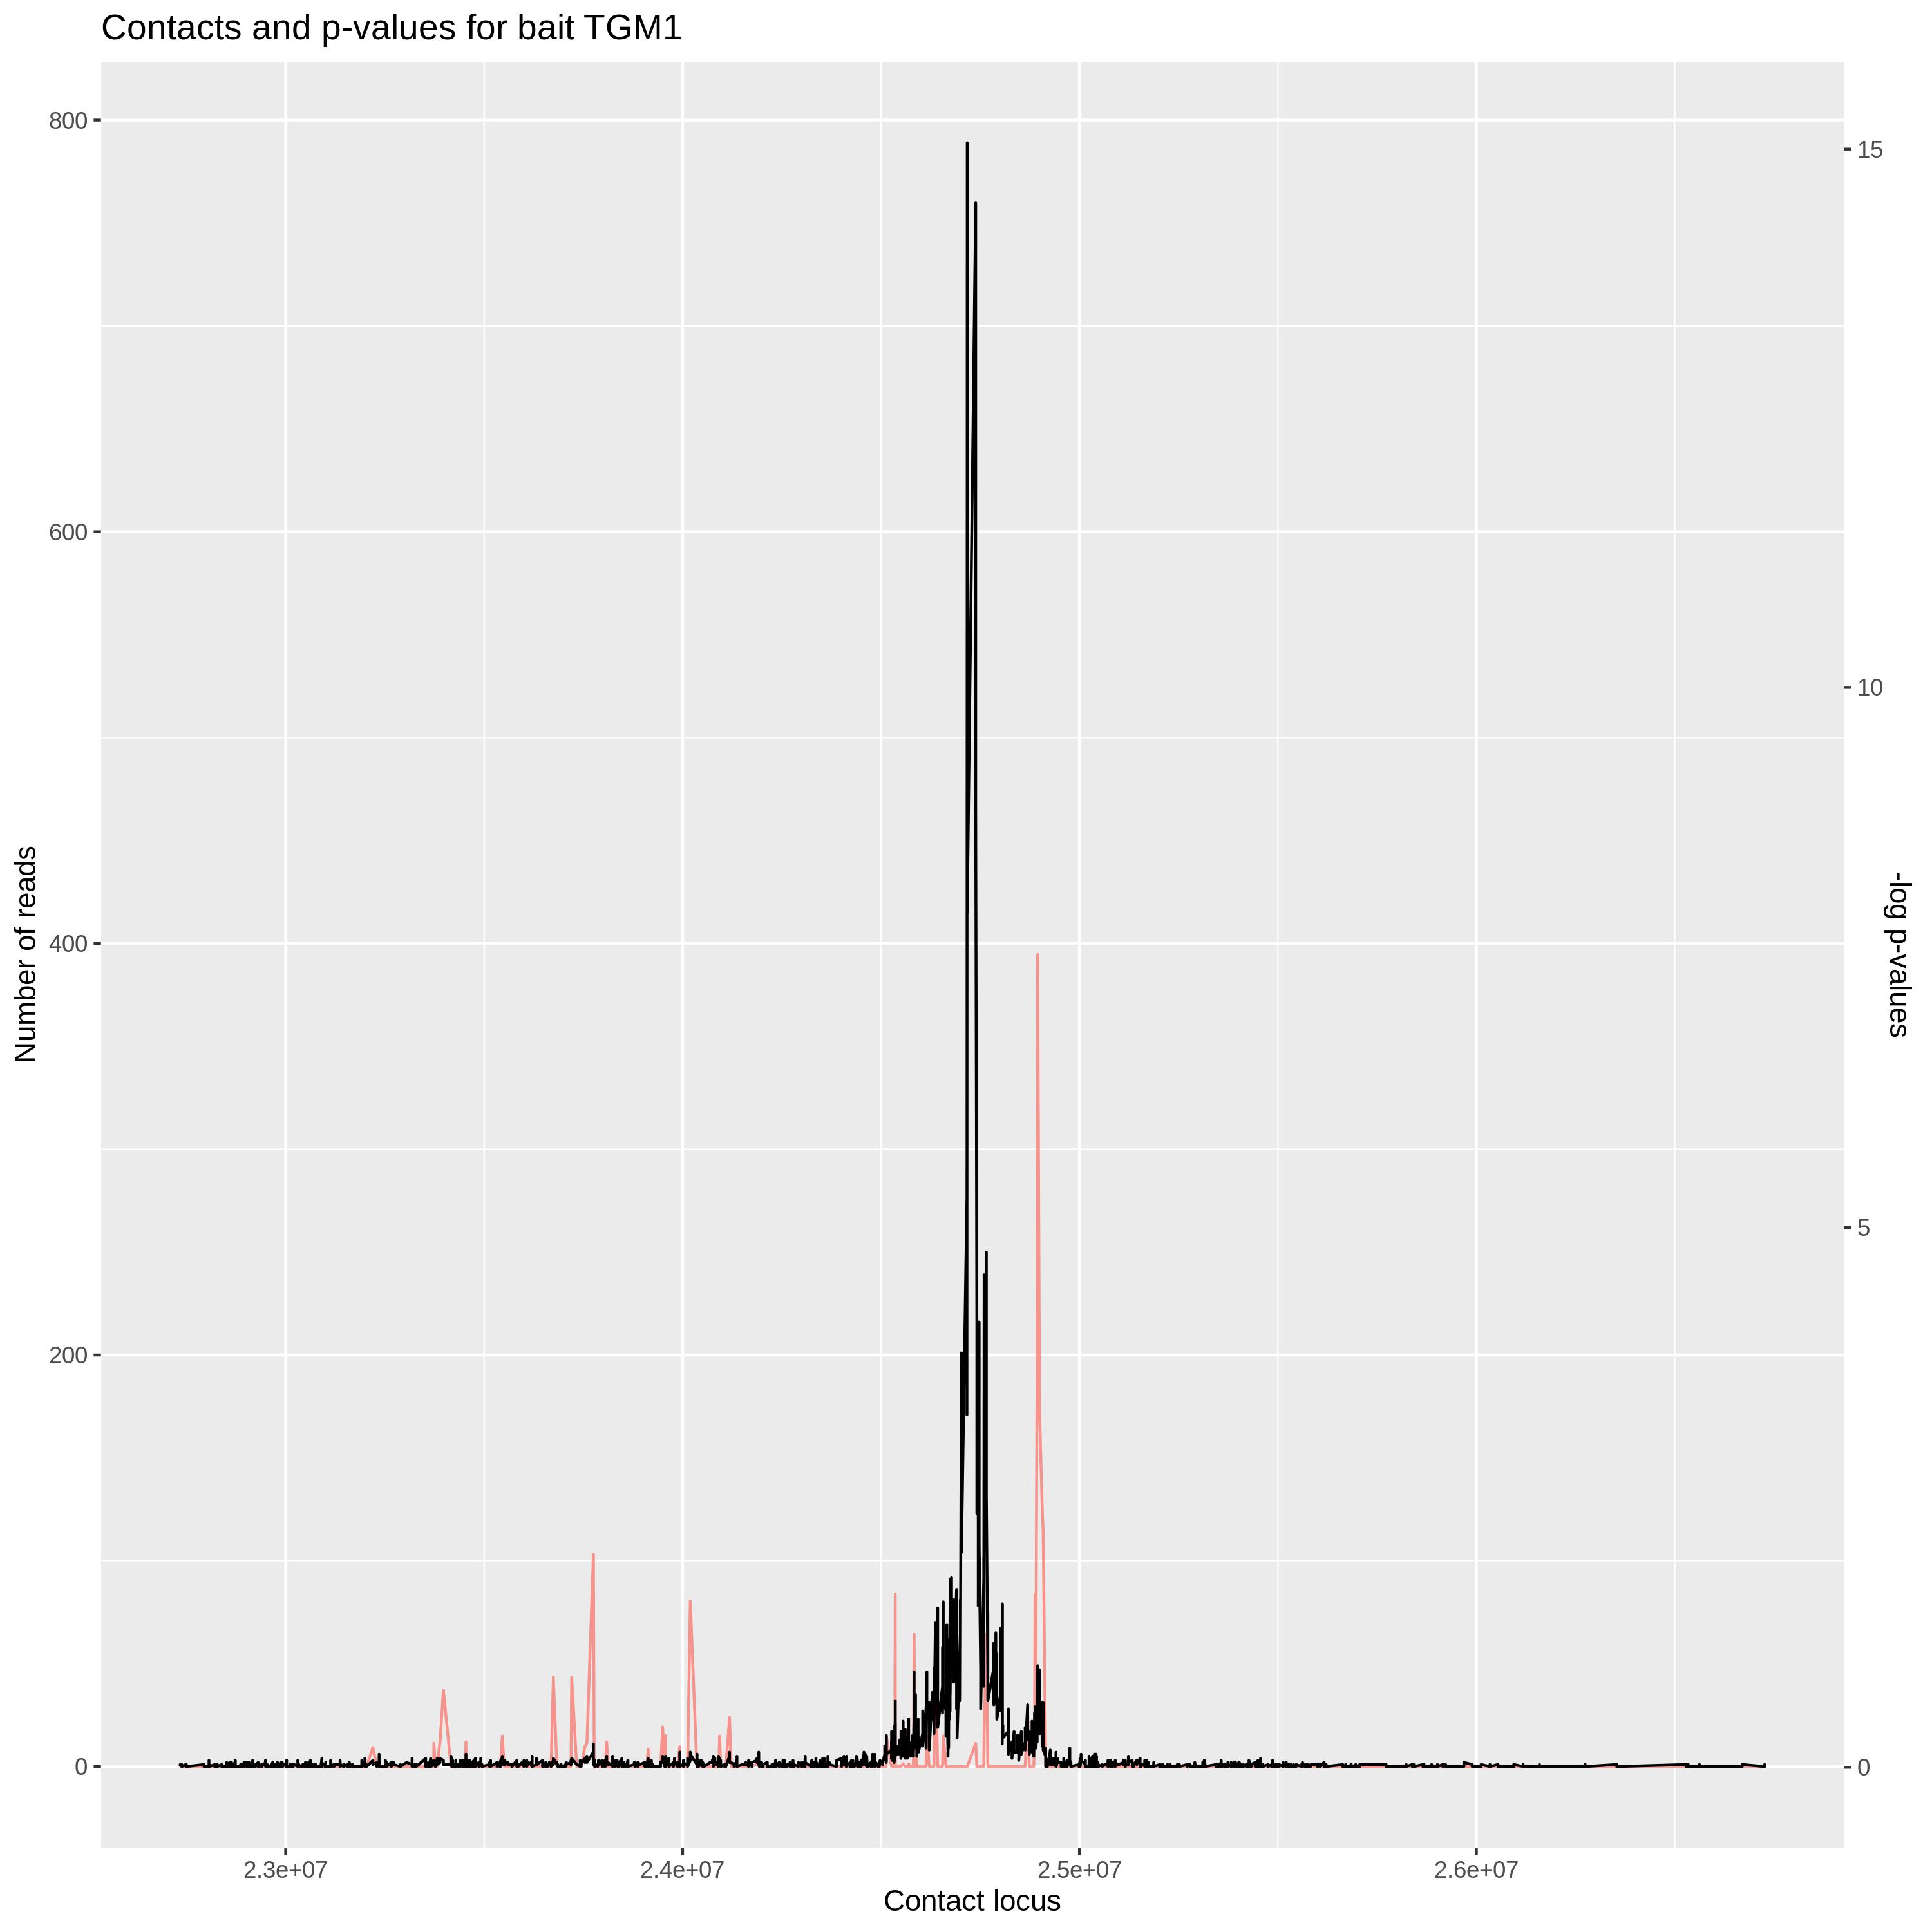 Contacts and p-values for bait TGM1
800
600
400
200
0
Number of reads
15
10
5
0
-log p-values
2.3e+07
2.4e+07
2.5e+07
2.6e+07
Contact locus